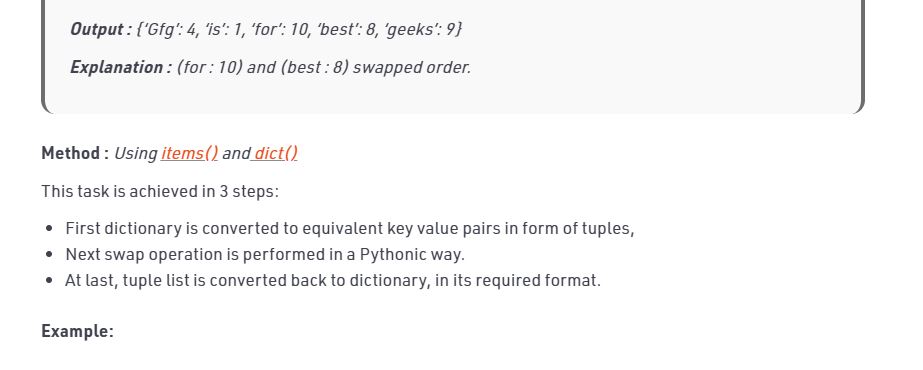 Output : {‘Gfg’: 4, ‘is’: 1, ‘for’: 10, ‘best’: 8, ‘geeks’: 9}
Explanation : (for : 10) and (best : 8) swapped order.
Method : Using items() and dict()
This task is achieved in 3 steps:
• First dictionary is converted to equivalent key value pairs in form of tuples,
• Next swap operation is performed in a Pythonic way.
• At last, tuple list is converted back to dictionary, in its required format.
Example: